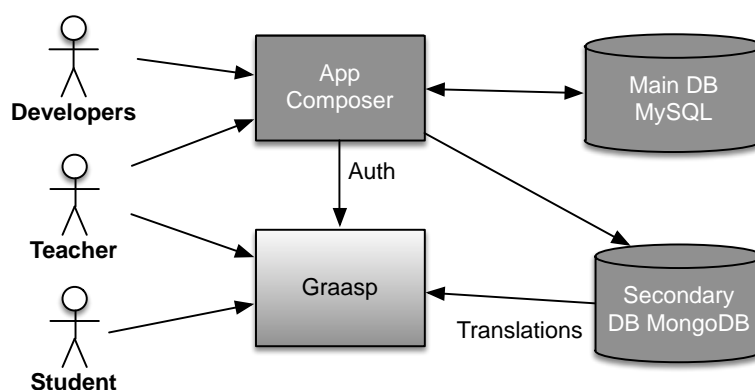 Developers
App
Composer
Main DB
MySQL
Auth
Teacher
Graasp
Secondary
DB MongoDB
Translations
Student